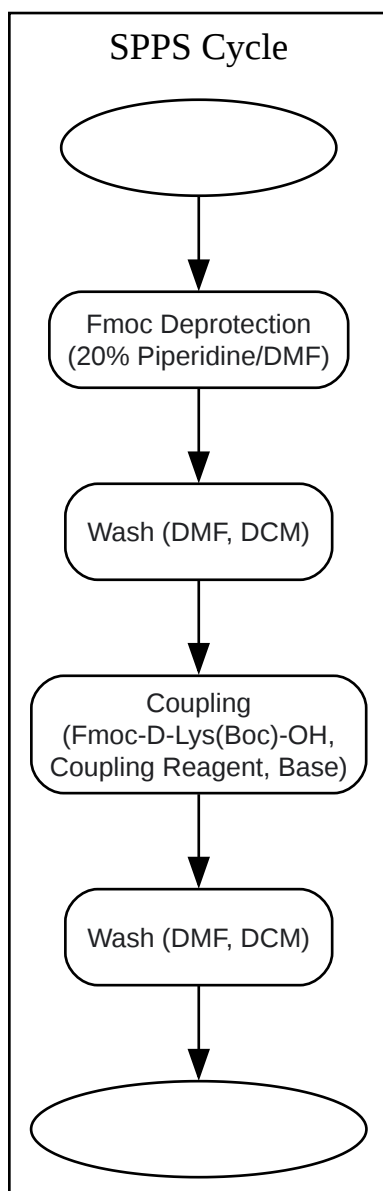 SPPS Cycle
Fmoc Deprotection
(20% Piperidine/DMF)
Wash (DMF, DCM)
Coupling
(Fmoc-D-Lys(Boc)-OH,
Coupling Reagent, Base)
Wash (DMF, DCM)